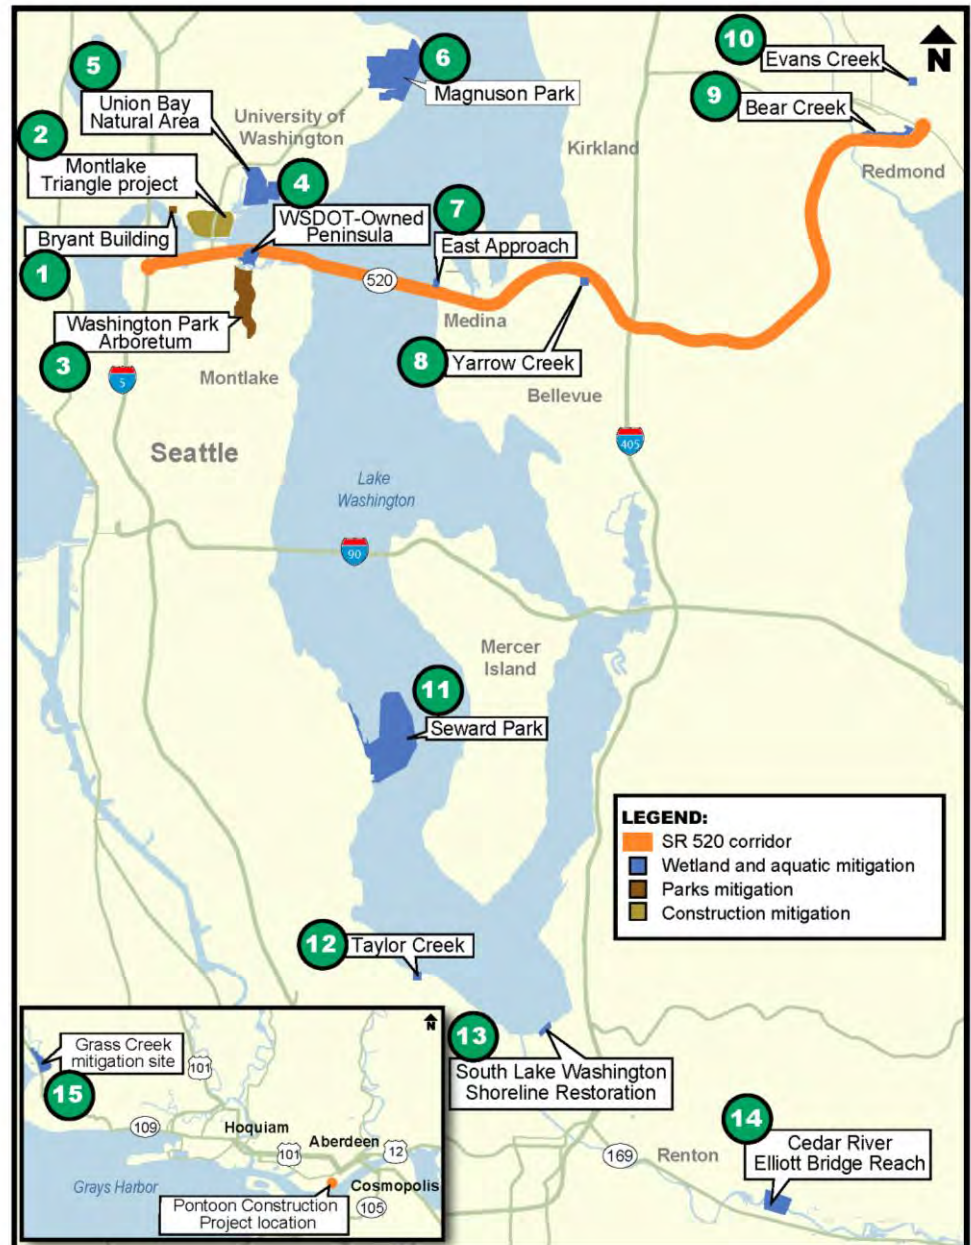 10
Evans Creek
N
5
6
Union Bay
Natural Area
Magnuson Park
9
Bear Creek
University of
Washington
2
Kirkland
Redmond
Montlake
Triangle project
4
7
WSDOT-Owned
Peninsula
Bryant Building
East Approach
1
520
Medina
Washington Park
Arboretum
8
Yarrow Creek
3
5
Montlake
Bellevue
Seattle
405
Lake
Washington
90
Mercer
Island
11
Seward Park
LEGEND:
SR 520 corridor
Wetland and aquatic mitigation
Parks mitigation
Construction mitigation
12
Taylor Creek
13
South Lake Washington
Shoreline Restoration
14
Cedar River
Elliott Bridge Reach
169
Renton
N
Grass Creek
mitigation site
101
15
109
Hoquiam
Aberdeen
101
12
Grays Harbor
Cosmopolis
105
Pontoon Construction
Project location